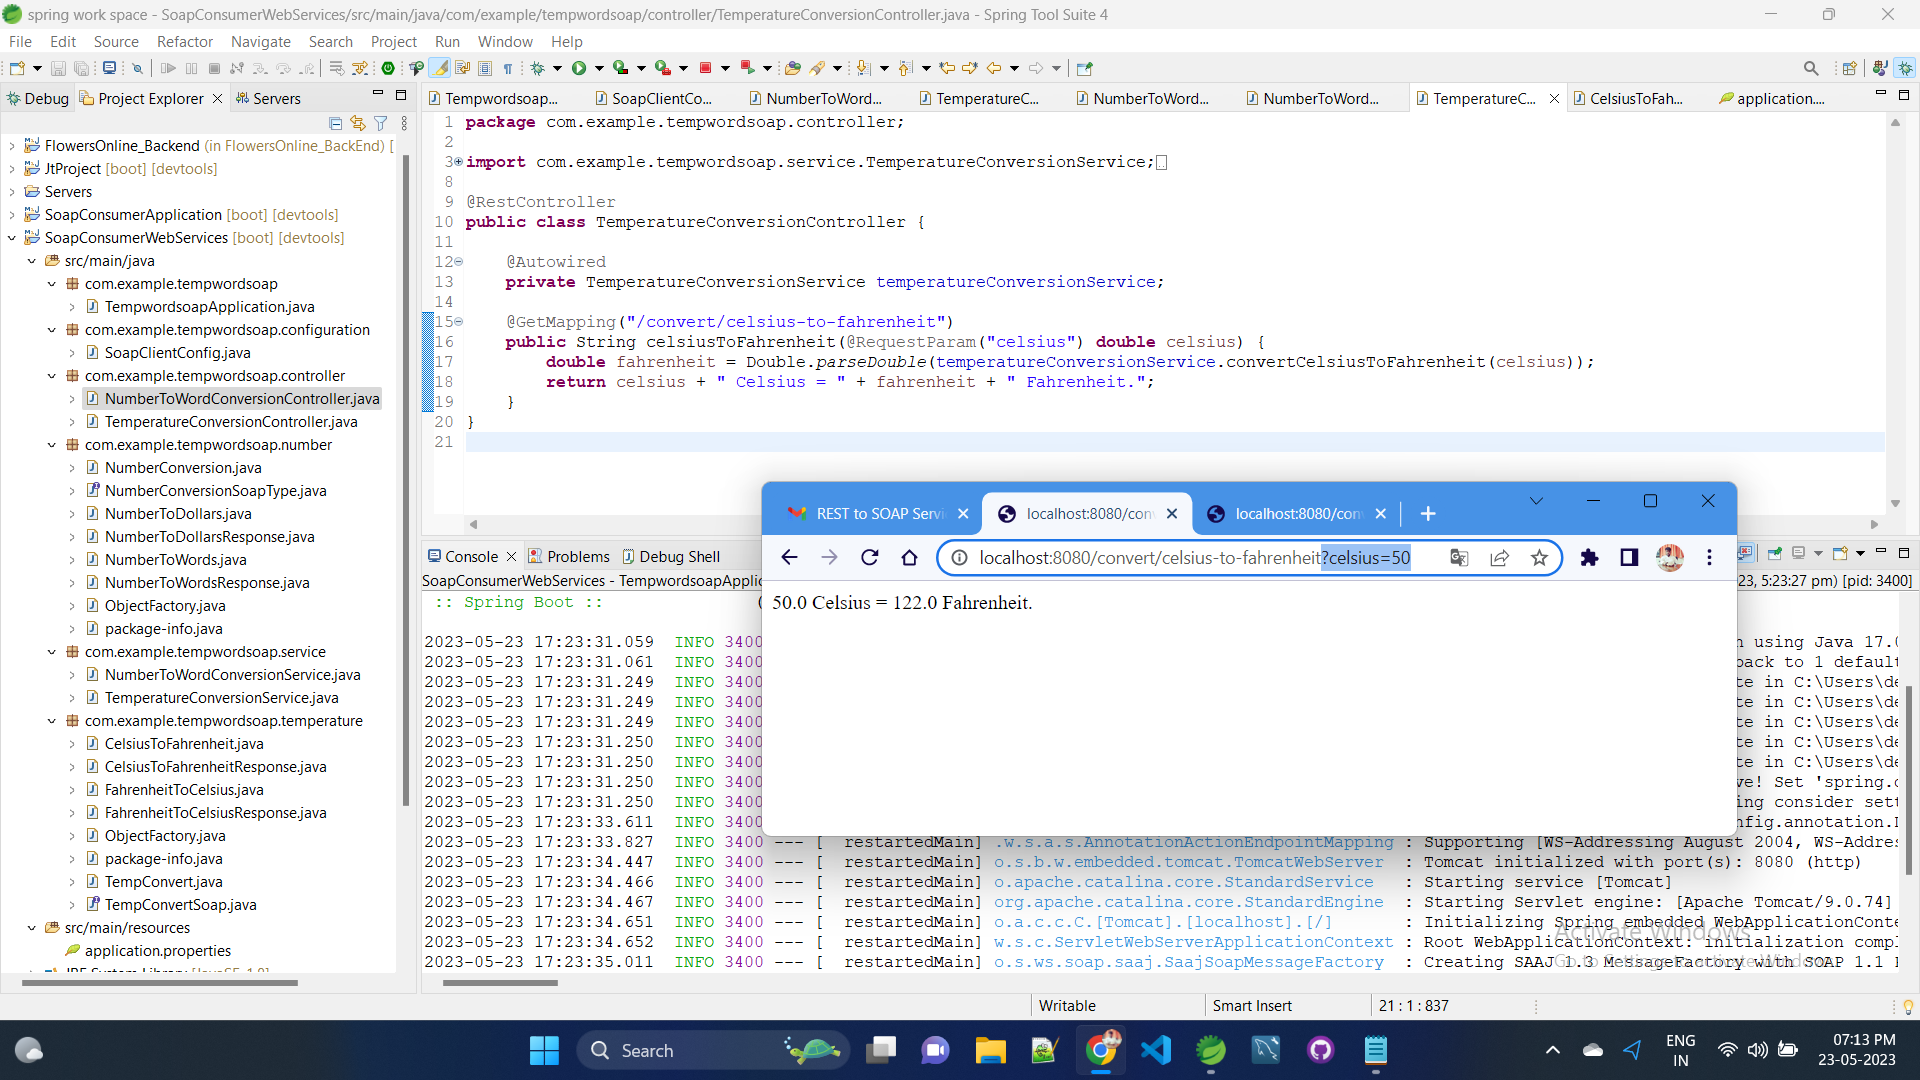 spring work space - SoapConsumerWebServices/src/main/java/com/example/tempwordsoap/controller/TemperatureConversionController.java - Spring Tool Suite 4
File Edit Source Refactor Navigate Search Project Run Window Help
Debug Project Explorer Servers
FlowersOnline_Backend (in FlowersOnline_BackEnd) [
JtProject [boot] [devtools]
Servers
SoapConsumerApplication [boot] [devtools]
SoapConsumerWebServices [boot] [devtools]
src/main/java
com.example.tempwordsoap
TempwordsoapApplication.java
com.example.tempwordsoap.configuration
SoapClientConfig.java
com.example.tempwordsoap.controller
NumberToWordConversionController.java
TemperatureConversionController.java
com.example.tempwordsoap.number
NumberConversion.java
NumberConversionSoapType.java
NumberToDollars.java
NumberToDollarsResponse.java
NumberToWords.java
NumberToWordsResponse.java
ObjectFactory.java
package-info.java
com.example.tempwordsoap.service
NumberToWordConversionService.java
TemperatureConversionService.java
com.example.tempwordsoap.temperature
CelsiusToFahrenheit.java
CelsiusToFahrenheitResponse.java
FahrenheitToCelsius.java
FahrenheitToCelsiusResponse.java
ObjectFactory.java
package-info.java
TempConvert.java
TempConvertSoap.java
src/main/resources
application.properties
Tempwordsoap... SoapClientCo... NumberToWord... TemperatureC... NumberToWord... NumberToWord... TemperatureC... CelsiusToFah... application....
1 package com.example.tempwordsoap.controller;
2
3 import com.example.tempwordsoap.service.TemperatureConversionService;
8
9 @RestController
10 public class TemperatureConversionController {
11
12 @Autowired
13 private TemperatureConversionService temperatureConversionService;
14
15 @GetMapping("/convert/celsius-to-fahrenheit")
16 public String celsiusToFahrenheit(@RequestParam("celsius") double celsius) {
17 double fahrenheit = Double.parseDouble(temperatureConversionService.convertCelsiusToFahrenheit(celsius));
18 return celsius + " Celsius = " + fahrenheit + " Fahrenheit.";
19 }
20 }
21
REST to SOAP Servi localhost:8080/con localhost:8080/con
localhost:8080/convert/celsius-to-fahrenheit?celsius=50
50.0 Celsius = 122.0 Fahrenheit.
Console Problems Debug Shell
SoapConsumerWebServices - TempwordsoapApplic 23, 5:23:27 pm) [pid: 3400]
:: Spring Boot :: (
2023-05-23 17:23:31.059 INFO 3400 n using Java 17.0
2023-05-23 17:23:31.061 INFO 3400 back to 1 default
2023-05-23 17:23:31.249 INFO 3400 te in C:\Users\de
2023-05-23 17:23:31.249 INFO 3400 te in C:\Users\de
2023-05-23 17:23:31.249 INFO 3400 te in C:\Users\de
2023-05-23 17:23:31.250 INFO 3400 te in C:\Users\de
2023-05-23 17:23:31.250 INFO 3400 te in C:\Users\de
2023-05-23 17:23:31.250 INFO 3400 ve! Set 'spring.
2023-05-23 17:23:31.250 INFO 3400 ing consider sett
2023-05-23 17:23:33.611 INFO 3400 nfig.annotation.
2023-05-23 17:23:33.827 INFO 3400 --- [ restartedMain] .w.s.a.s.AnnotationActionEndpointMapping : Supporting [WS-Addressing August 2004, WS-Addres
2023-05-23 17:23:34.447 INFO 3400 --- [ restartedMain] o.s.b.w.embedded.tomcat.TomcatWebServer : Tomcat initialized with port(s): 8080 (http)
2023-05-23 17:23:34.466 INFO 3400 --- [ restartedMain] o.apache.catalina.core.StandardService : Starting service [Tomcat]
2023-05-23 17:23:34.467 INFO 3400 --- [ restartedMain] org.apache.catalina.core.StandardEngine : Starting Servlet engine: [Apache Tomcat/9.0.74]
2023-05-23 17:23:34.651 INFO 3400 --- [ restartedMain] o.a.c.c.C.[Tomcat].[localhost].[/] : Initializing Spring embedded WebApplicationConte
2023-05-23 17:23:34.652 INFO 3400 --- [ restartedMain] w.s.c.ServletWebServerApplicationContext : Root WebApplicationContext: initialization compl
2023-05-23 17:23:35.011 INFO 3400 --- [ restartedMain] o.s.ws.soap.saaj.SaajSoapMessageFactory : Creating SAAJ 1.3 MessageFactory with SOAP 1.1
Activate Windows
Go to Settings to activate Windows.
Writable Smart Insert 21 : 1 : 837
Search
ENG
IN
07:13 PM
23-05-2023